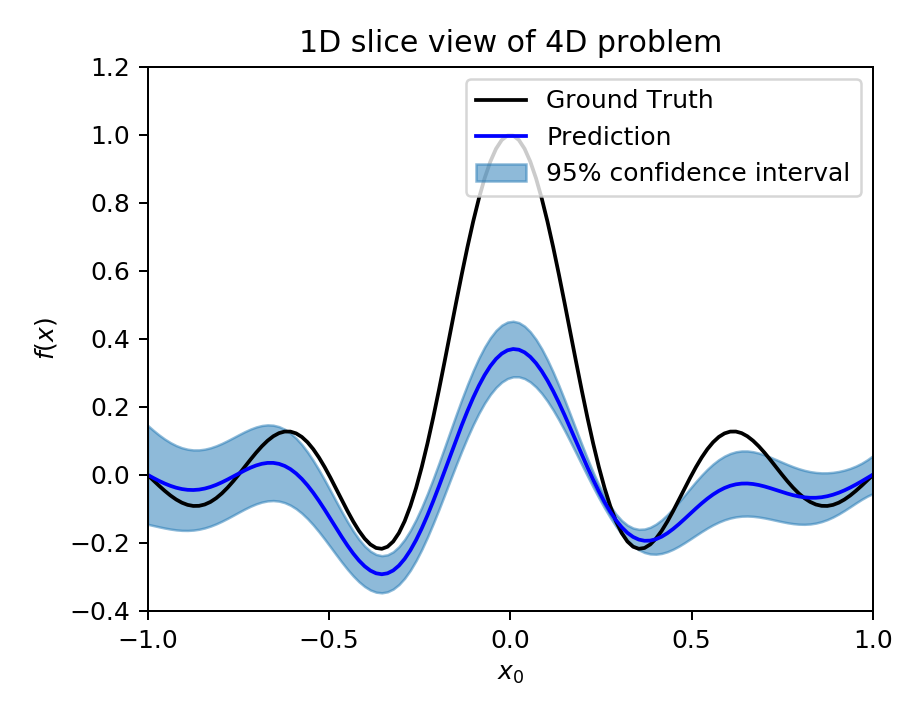 1D slice view of 4D problem
1.2
1.0
0.8
0.6
0.4
0.2
0.0
−0.2
−0.4
f(x)
Ground Truth
Prediction
95% confidence interval
−1.0
−0.5
0.0
0.5
1.0
x₀